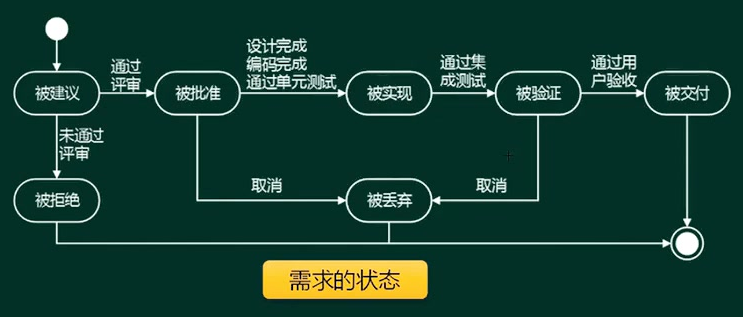 设计完成
编码完成
通过单元测试
通过
评审
通过集
成测试
通过用
户验收
被建议
被批准
被实现
被验证
被交付
未通过
评审
取消
取消
被拒绝
被丢弃
需求的状态